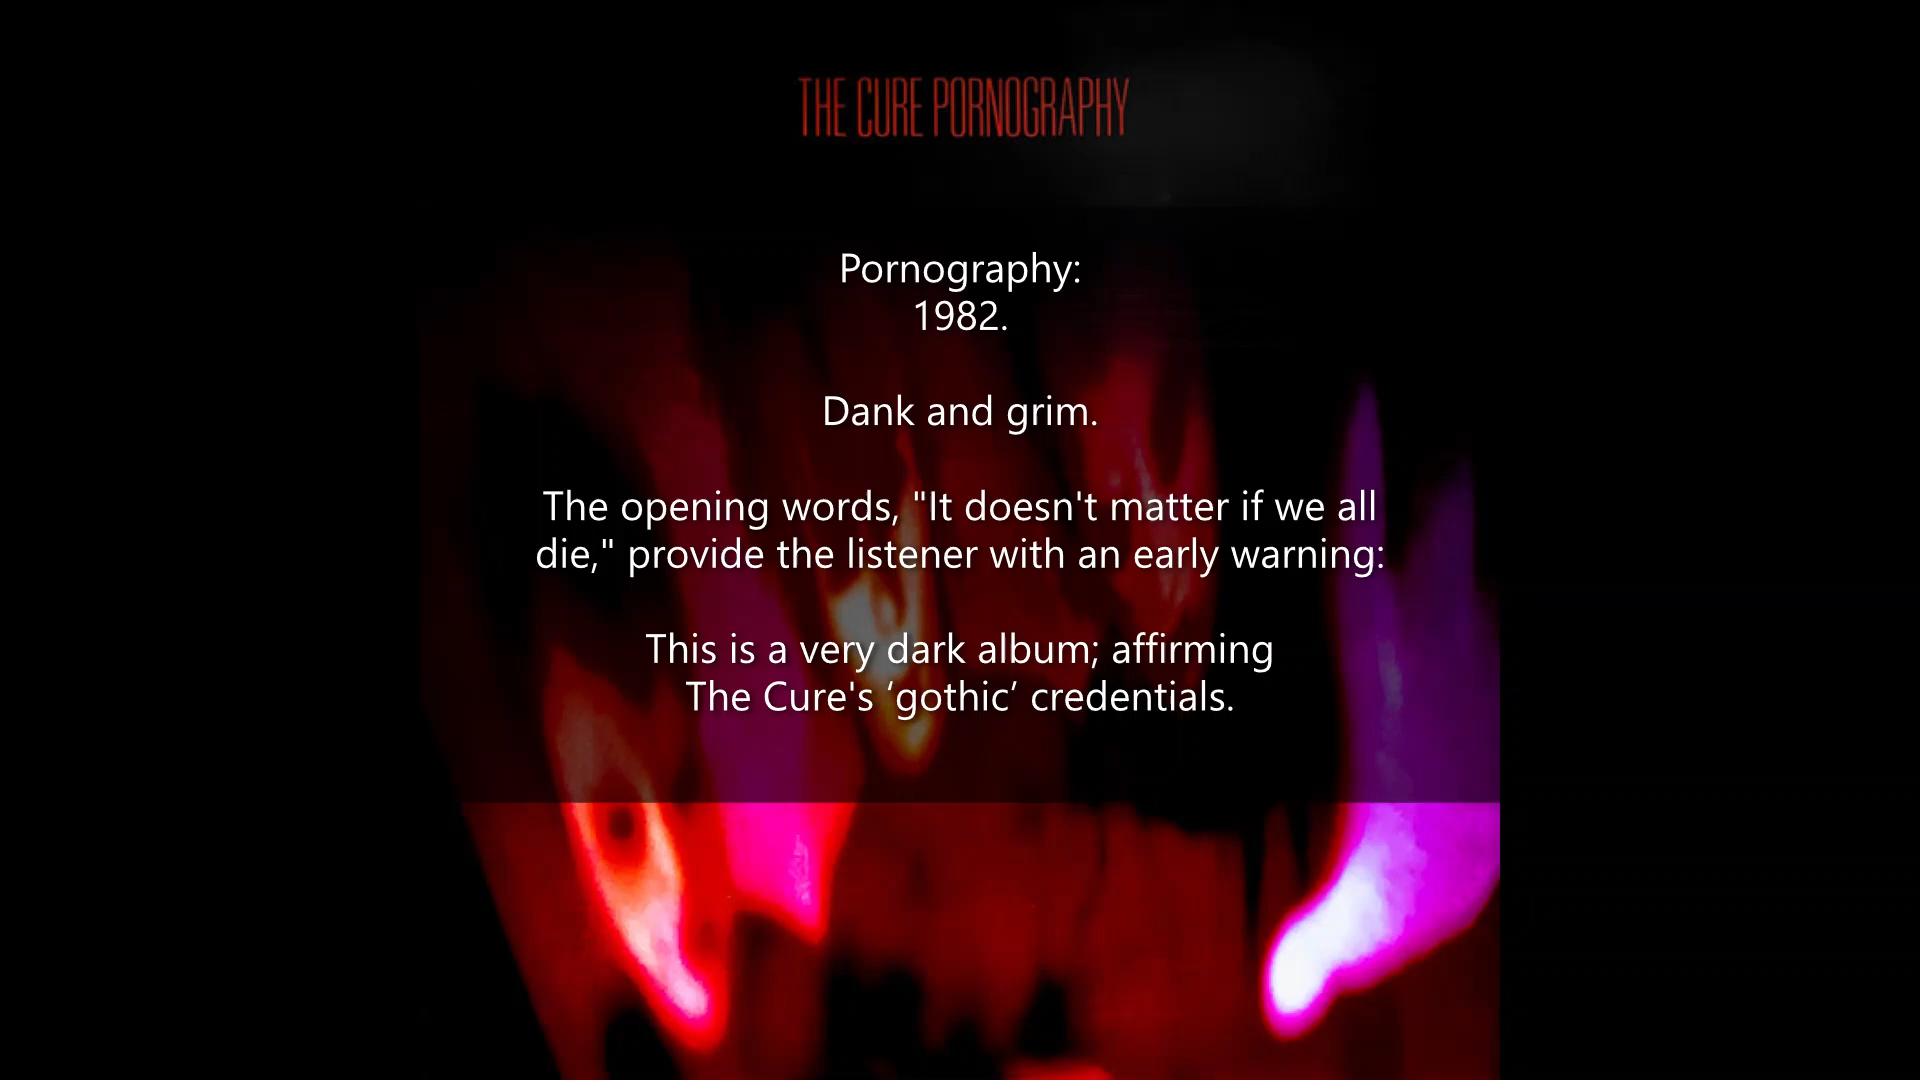 THE CURE PORNOGRAPHY
Pornography:
1982.
Dank and grim.
The opening words, "It doesn't matter if we all
die," provide the listener with an early warning:
This is a very dark album; affirming
The Cure's ‘gothic’ credentials.